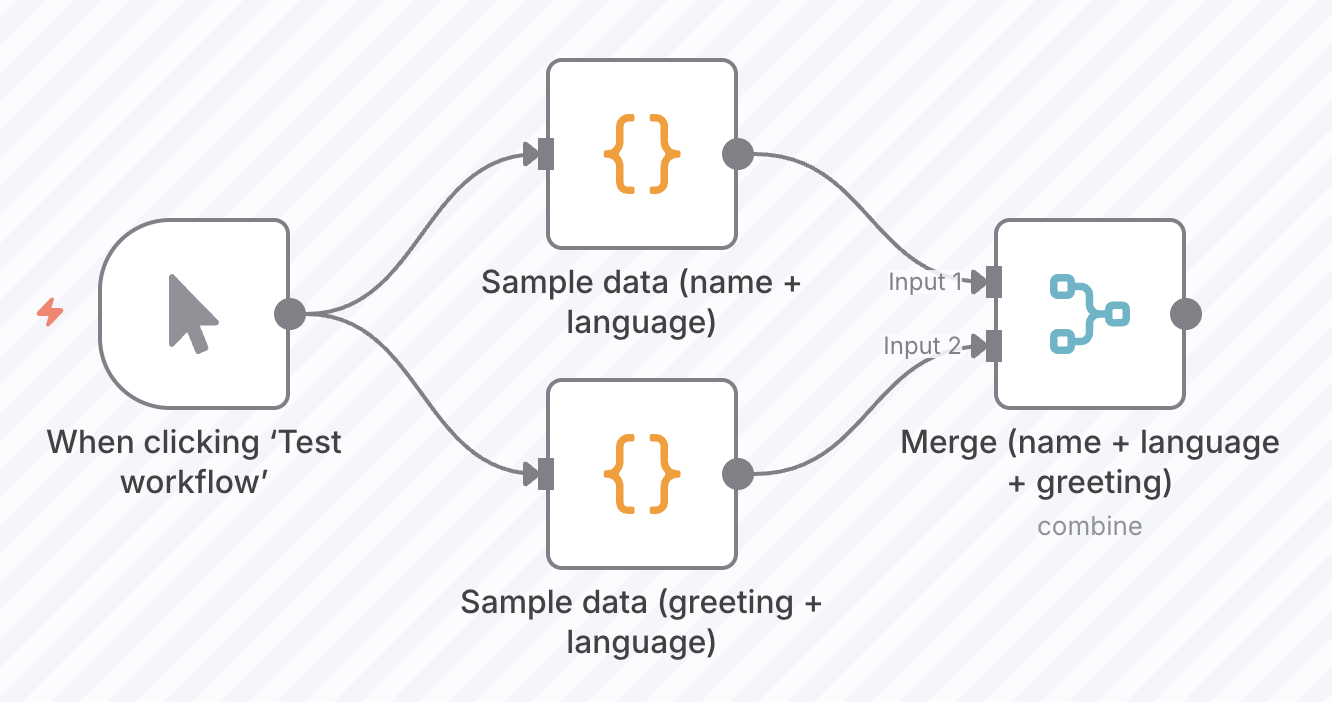 Sample data (name +
language)
Input 1
Input 2
When clicking ‘Test
workflow’
Merge (name + language
+ greeting)
combine
Sample data (greeting +
language)